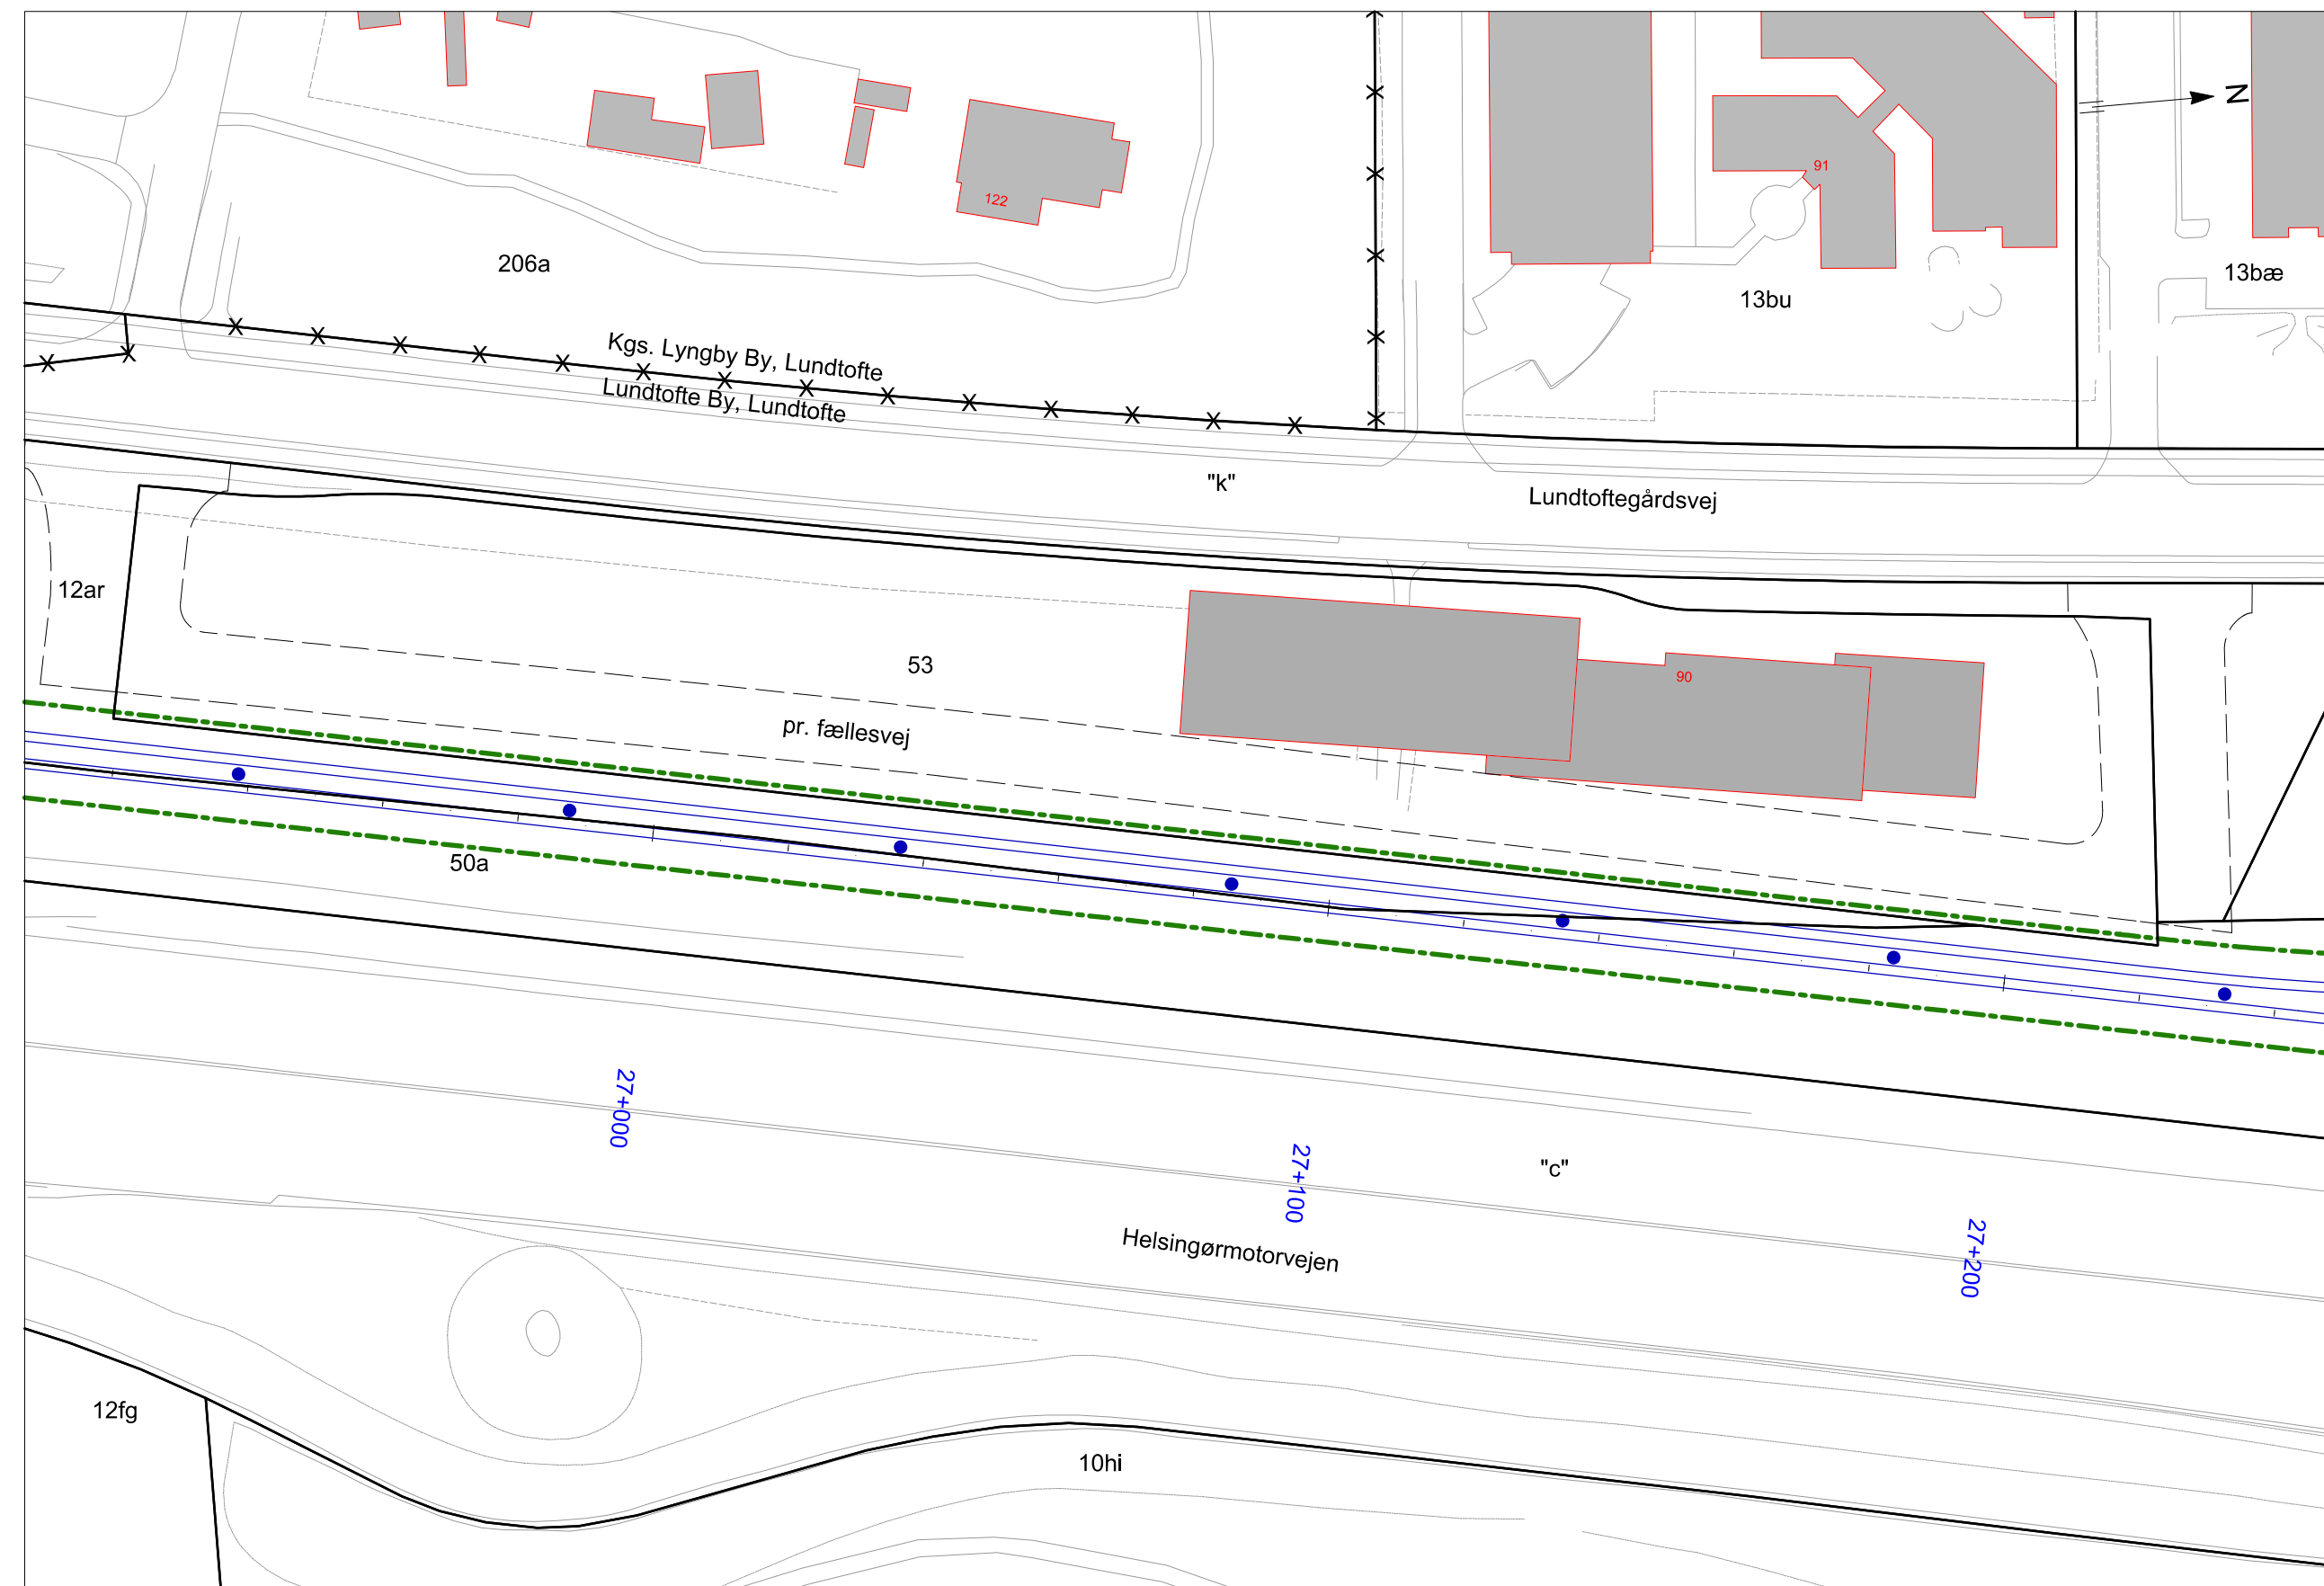 N
122
91
206a
13bæ
13bu
Kgs. Lyngby By, Lundtofte
Lundtofte By, Lundtofte
"k"
Lundtoftegårdsvej
12ar
53
90
pr. fællesvej
50a
27+000
27+100
27+200
"c"
Helsingørmotorvejen
12fg
10hi